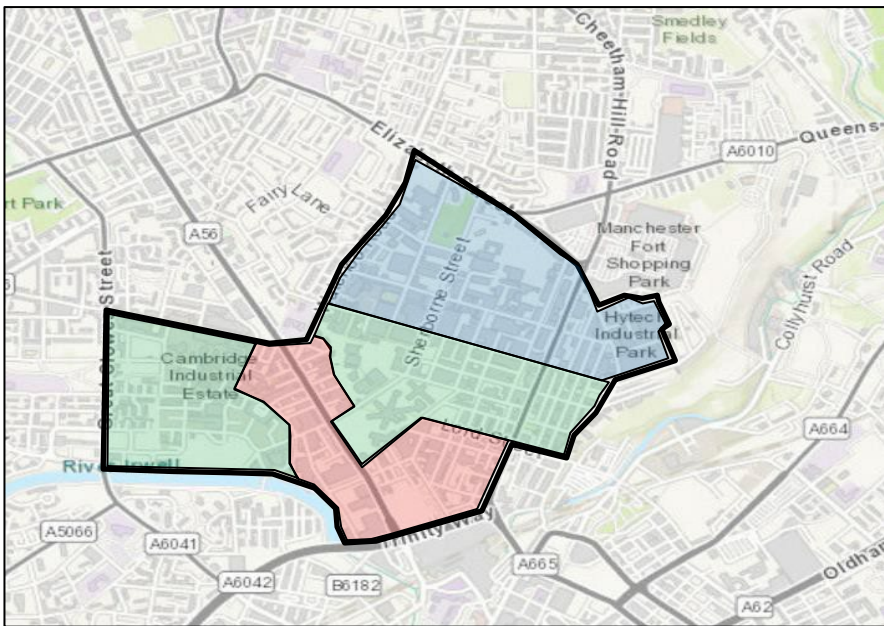 Smedley
Fields
Cheetham Hill Road
Queens
A6010
Elizabeth Street
Fairy Lane
rt Park
A56
Manchester
Fort
Shopping
Park
Collyhurst Road
Street
Sherborne Street
Hytech
Industrial
Park
Cambridge
Industrial
Estate
A664
River Irwell
Trinity Way
A5066
A6041
A665
Oldham
A6042
B6182
A62